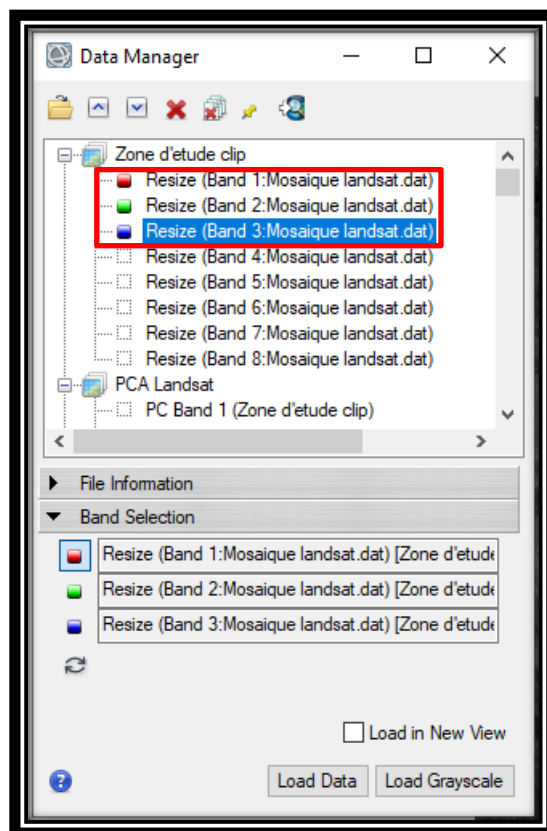 Data Manager
Zone d'etude clip
Resize (Band 1:Mosaique landsat.dat)
Resize (Band 2:Mosaique landsat.dat)
Resize (Band 3:Mosaique landsat.dat)
Resize (Band 4:Mosaique landsat.dat)
Resize (Band 5:Mosaique landsat.dat)
Resize (Band 6:Mosaique landsat.dat)
Resize (Band 7:Mosaique landsat.dat)
Resize (Band 8:Mosaique landsat.dat)
PCA Landsat
PC Band 1 (Zone d'etude clip)
File Information
Band Selection
Resize (Band 1:Mosaique landsat.dat) [Zone d'etude
Resize (Band 2:Mosaique landsat.dat) [Zone d'etude
Resize (Band 3:Mosaique landsat.dat) [Zone d'etude
Load in New View
Load Data Load Grayscale